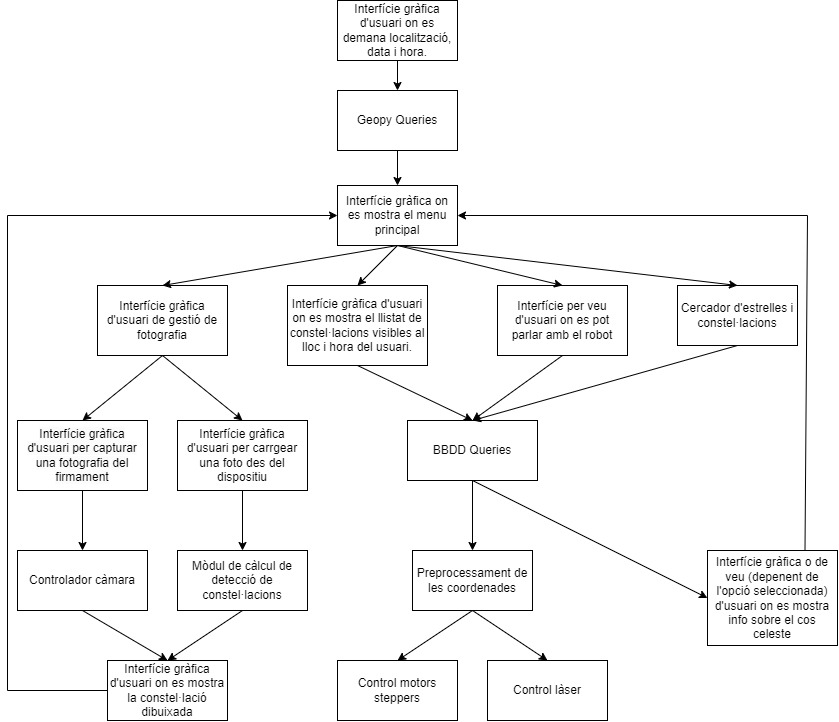 Interfície gràfica
d'usuari on es
demana localització,
data i hora.
Geopy Queries
Interfície gràfica on
es mostra el menu
principal
Interfície gràfica
d'usuari de gestió de
fotografia
Interfície gràfica d'usuari
on es mostra el llistat de
constel·lacions visibles al
lloc i hora del usuari.
Interfície per veu
d'usuari on es pot
parlar amb el robot
Cercador d'estrelles i
constel·lacions
Interfície gràfica
d'usuari per capturar
una fotografia del
firmament
Interfície gràfica
d'usuari per carrgear
una foto des del
dispositiu
BBDD Queries
Controlador càmara
Mòdul de càlcul de
detecció de
constel·lacions
Preprocessament de
les coordenades
Interfície gràfica o de
veu (depenent de
l'opció seleccionada)
d'usuari on es mostra
info sobre el cos
celeste
Interfície gràfica
d'usuari on es mostra
la constel·lació
dibuixada
Control motors
steppers
Control làser